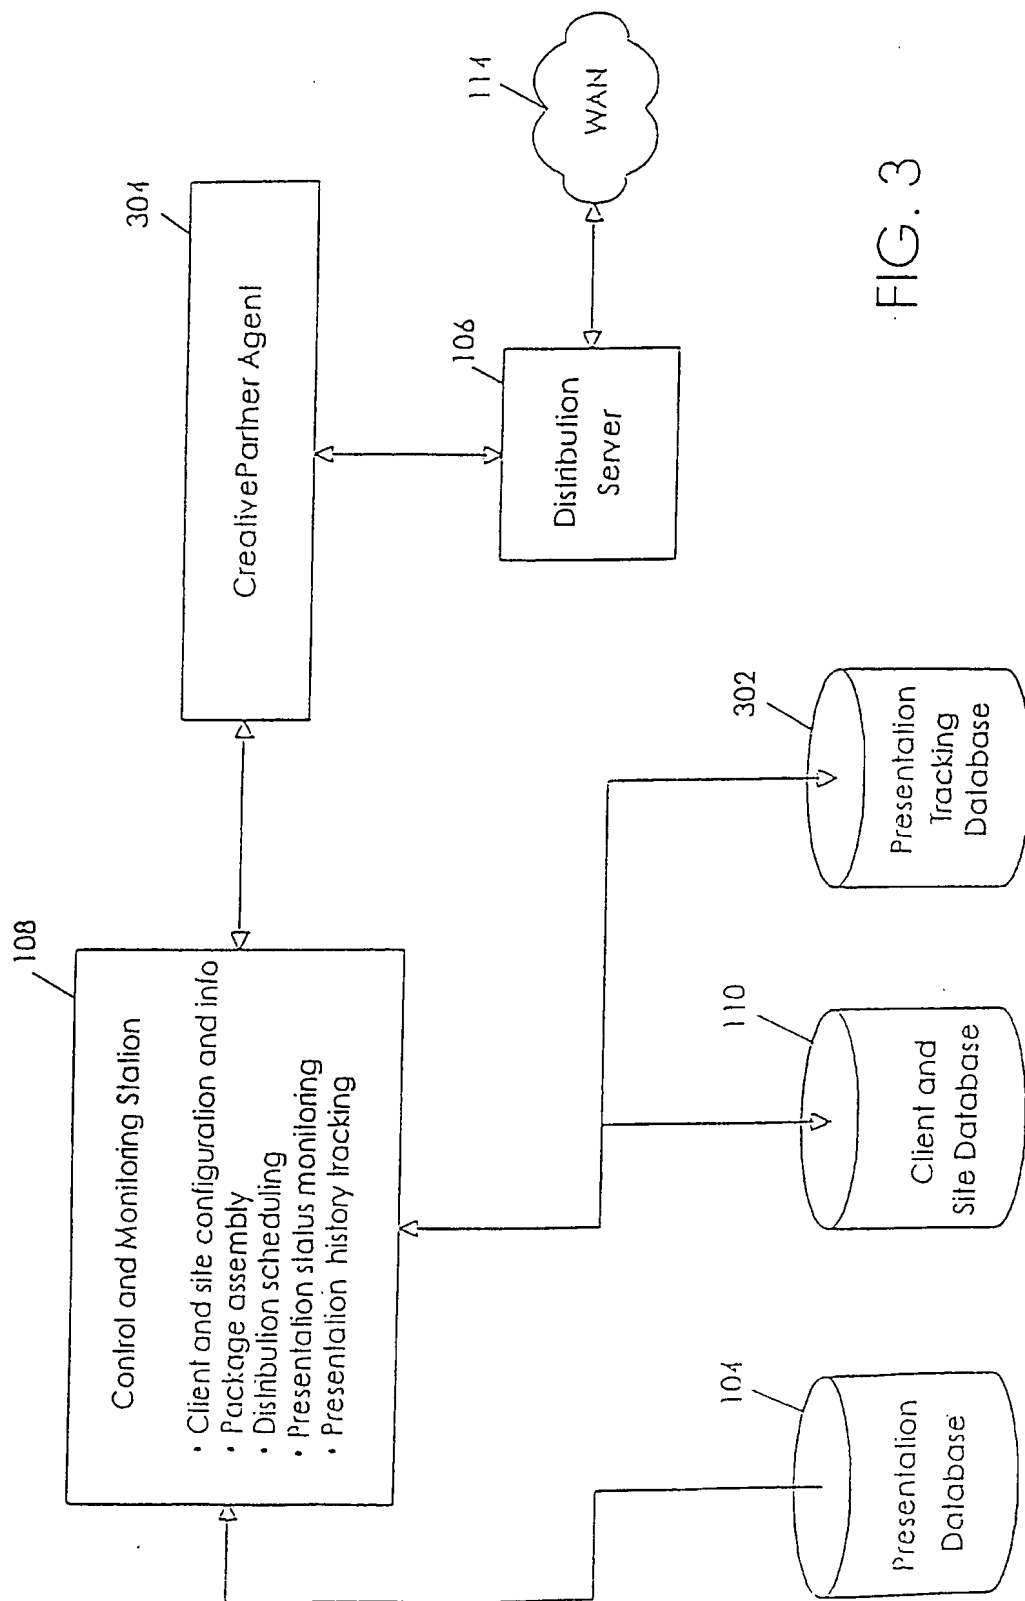 108
Control and Monitoring Station
· Client and site configuration and info
· Package assembly
· Distribution scheduling
· Presentation status monitoring
· Presentation history tracking
304
CreativePartner Agent
106
Distribution
Server
114
WAN
104
Presentation
Database
110
Client and
Site Database
302
Presentation
Tracking
Database
FIG. 3